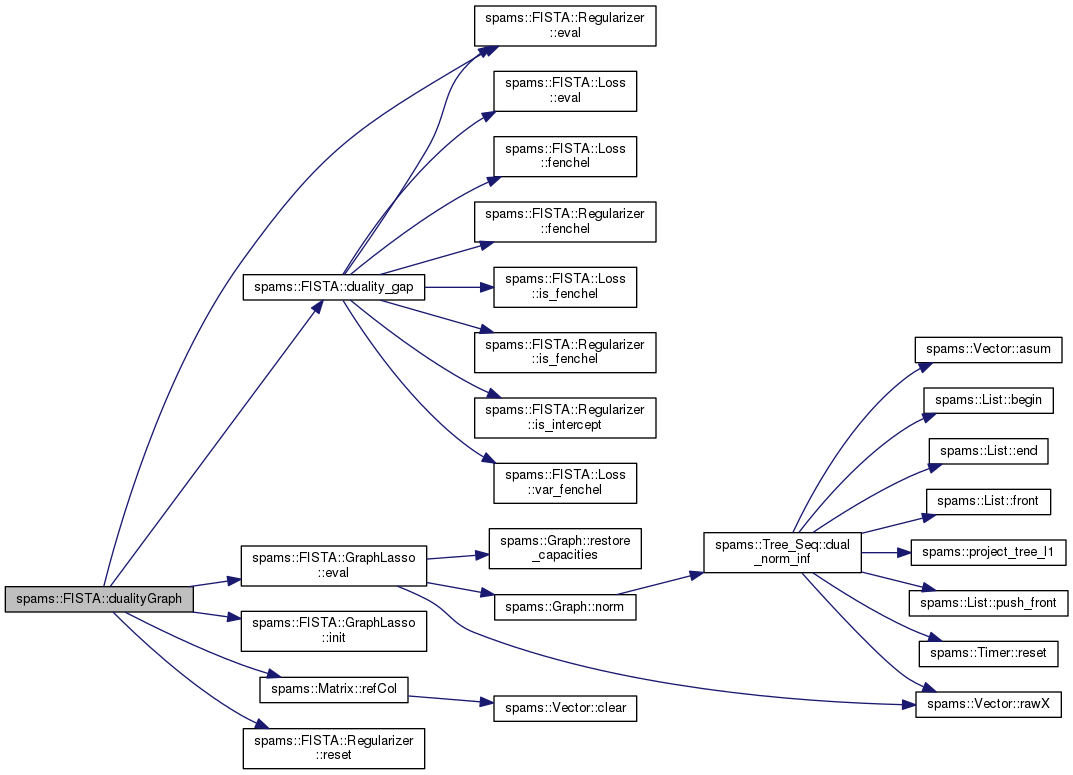 spams::FISTA::Regularizer
::eval
spams::FISTA::Loss
::eval
spams::FISTA::Loss
::fenchel
spams::FISTA::Regularizer
::fenchel
spams::FISTA::duality_gap
spams::FISTA::Loss
::is_fenchel
spams::FISTA::Regularizer
::is_fenchel
spams::FISTA::Regularizer
::is_intercept
spams::FISTA::Loss
::var_fenchel
spams::Vector::asum
spams::List::begin
spams::List::end
spams::List::front
spams::Graph::restore
_capacities
spams::Tree_Seq::dual
_norm_inf
spams::project_tree_l1
spams::FISTA::GraphLasso
::eval
spams::FISTA::dualityGraph
spams::Graph::norm
spams::List::push_front
spams::FISTA::GraphLasso
::init
spams::Timer::reset
spams::Matrix::refCol
spams::Vector::clear
spams::Vector::rawX
spams::FISTA::Regularizer
::reset